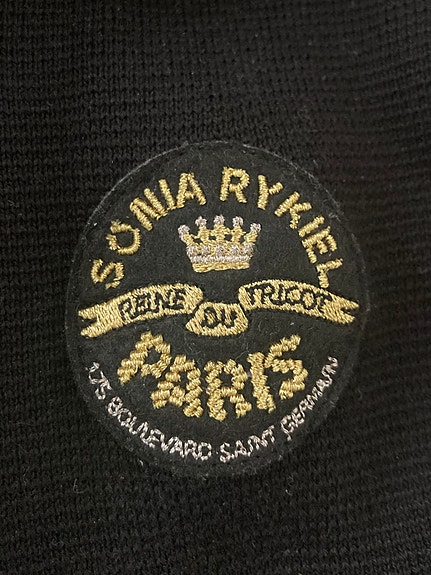 SONIA RYKIEL
REINE DU TRICOT
PARIS
175 BOULEVARD SAINT GERMAIN